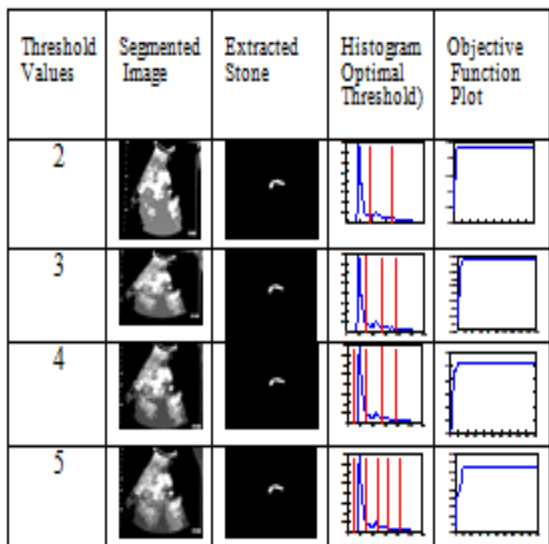 Threshold
Values
Segmented
Image
Extracted
Stone
Histogram
Optimal
Threshold)
Objective
Function
Plot
2
3
4
5